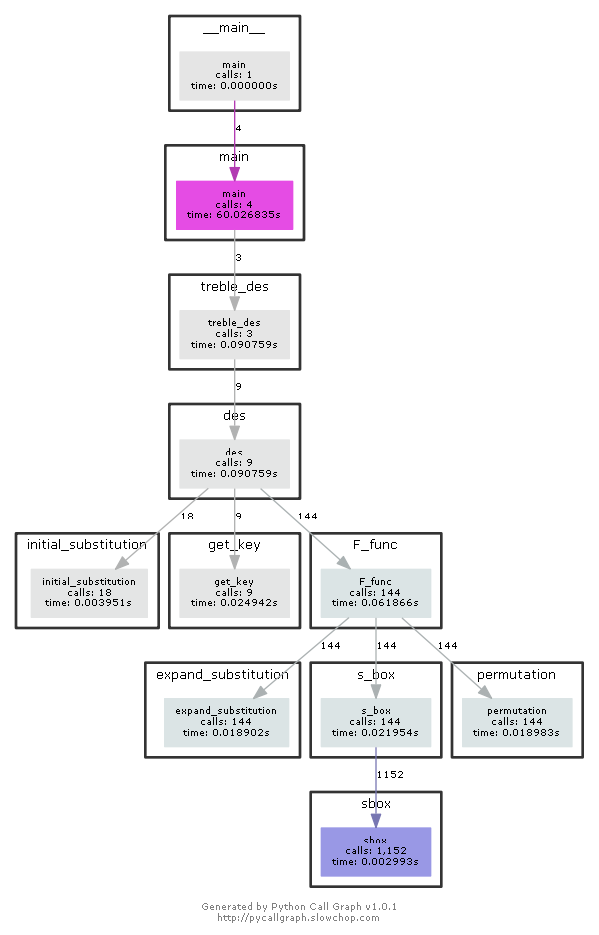 __main__
main
calls: 1
time: 0.000000s
4
main
main
calls: 4
time: 60.026835s
3
treble_des
treble_des
calls: 3
time: 0.090759s
9
des
des
calls: 9
time: 0.090759s
18
9
144
initial_substitution
get_key
F_func
initial_substitution
calls: 18
time: 0.003951s
get_key
calls: 9
time: 0.024942s
F_func
calls: 144
time: 0.061866s
144
144
144
expand_substitution
s_box
permutation
expand_substitution
calls: 144
time: 0.018902s
s_box
calls: 144
time: 0.021954s
permutation
calls: 144
time: 0.018983s
1152
sbox
sbox
calls: 1,152
time: 0.002993s
Generated by Python Call Graph v1.0.1
http://pycallgraph.slowchop.com